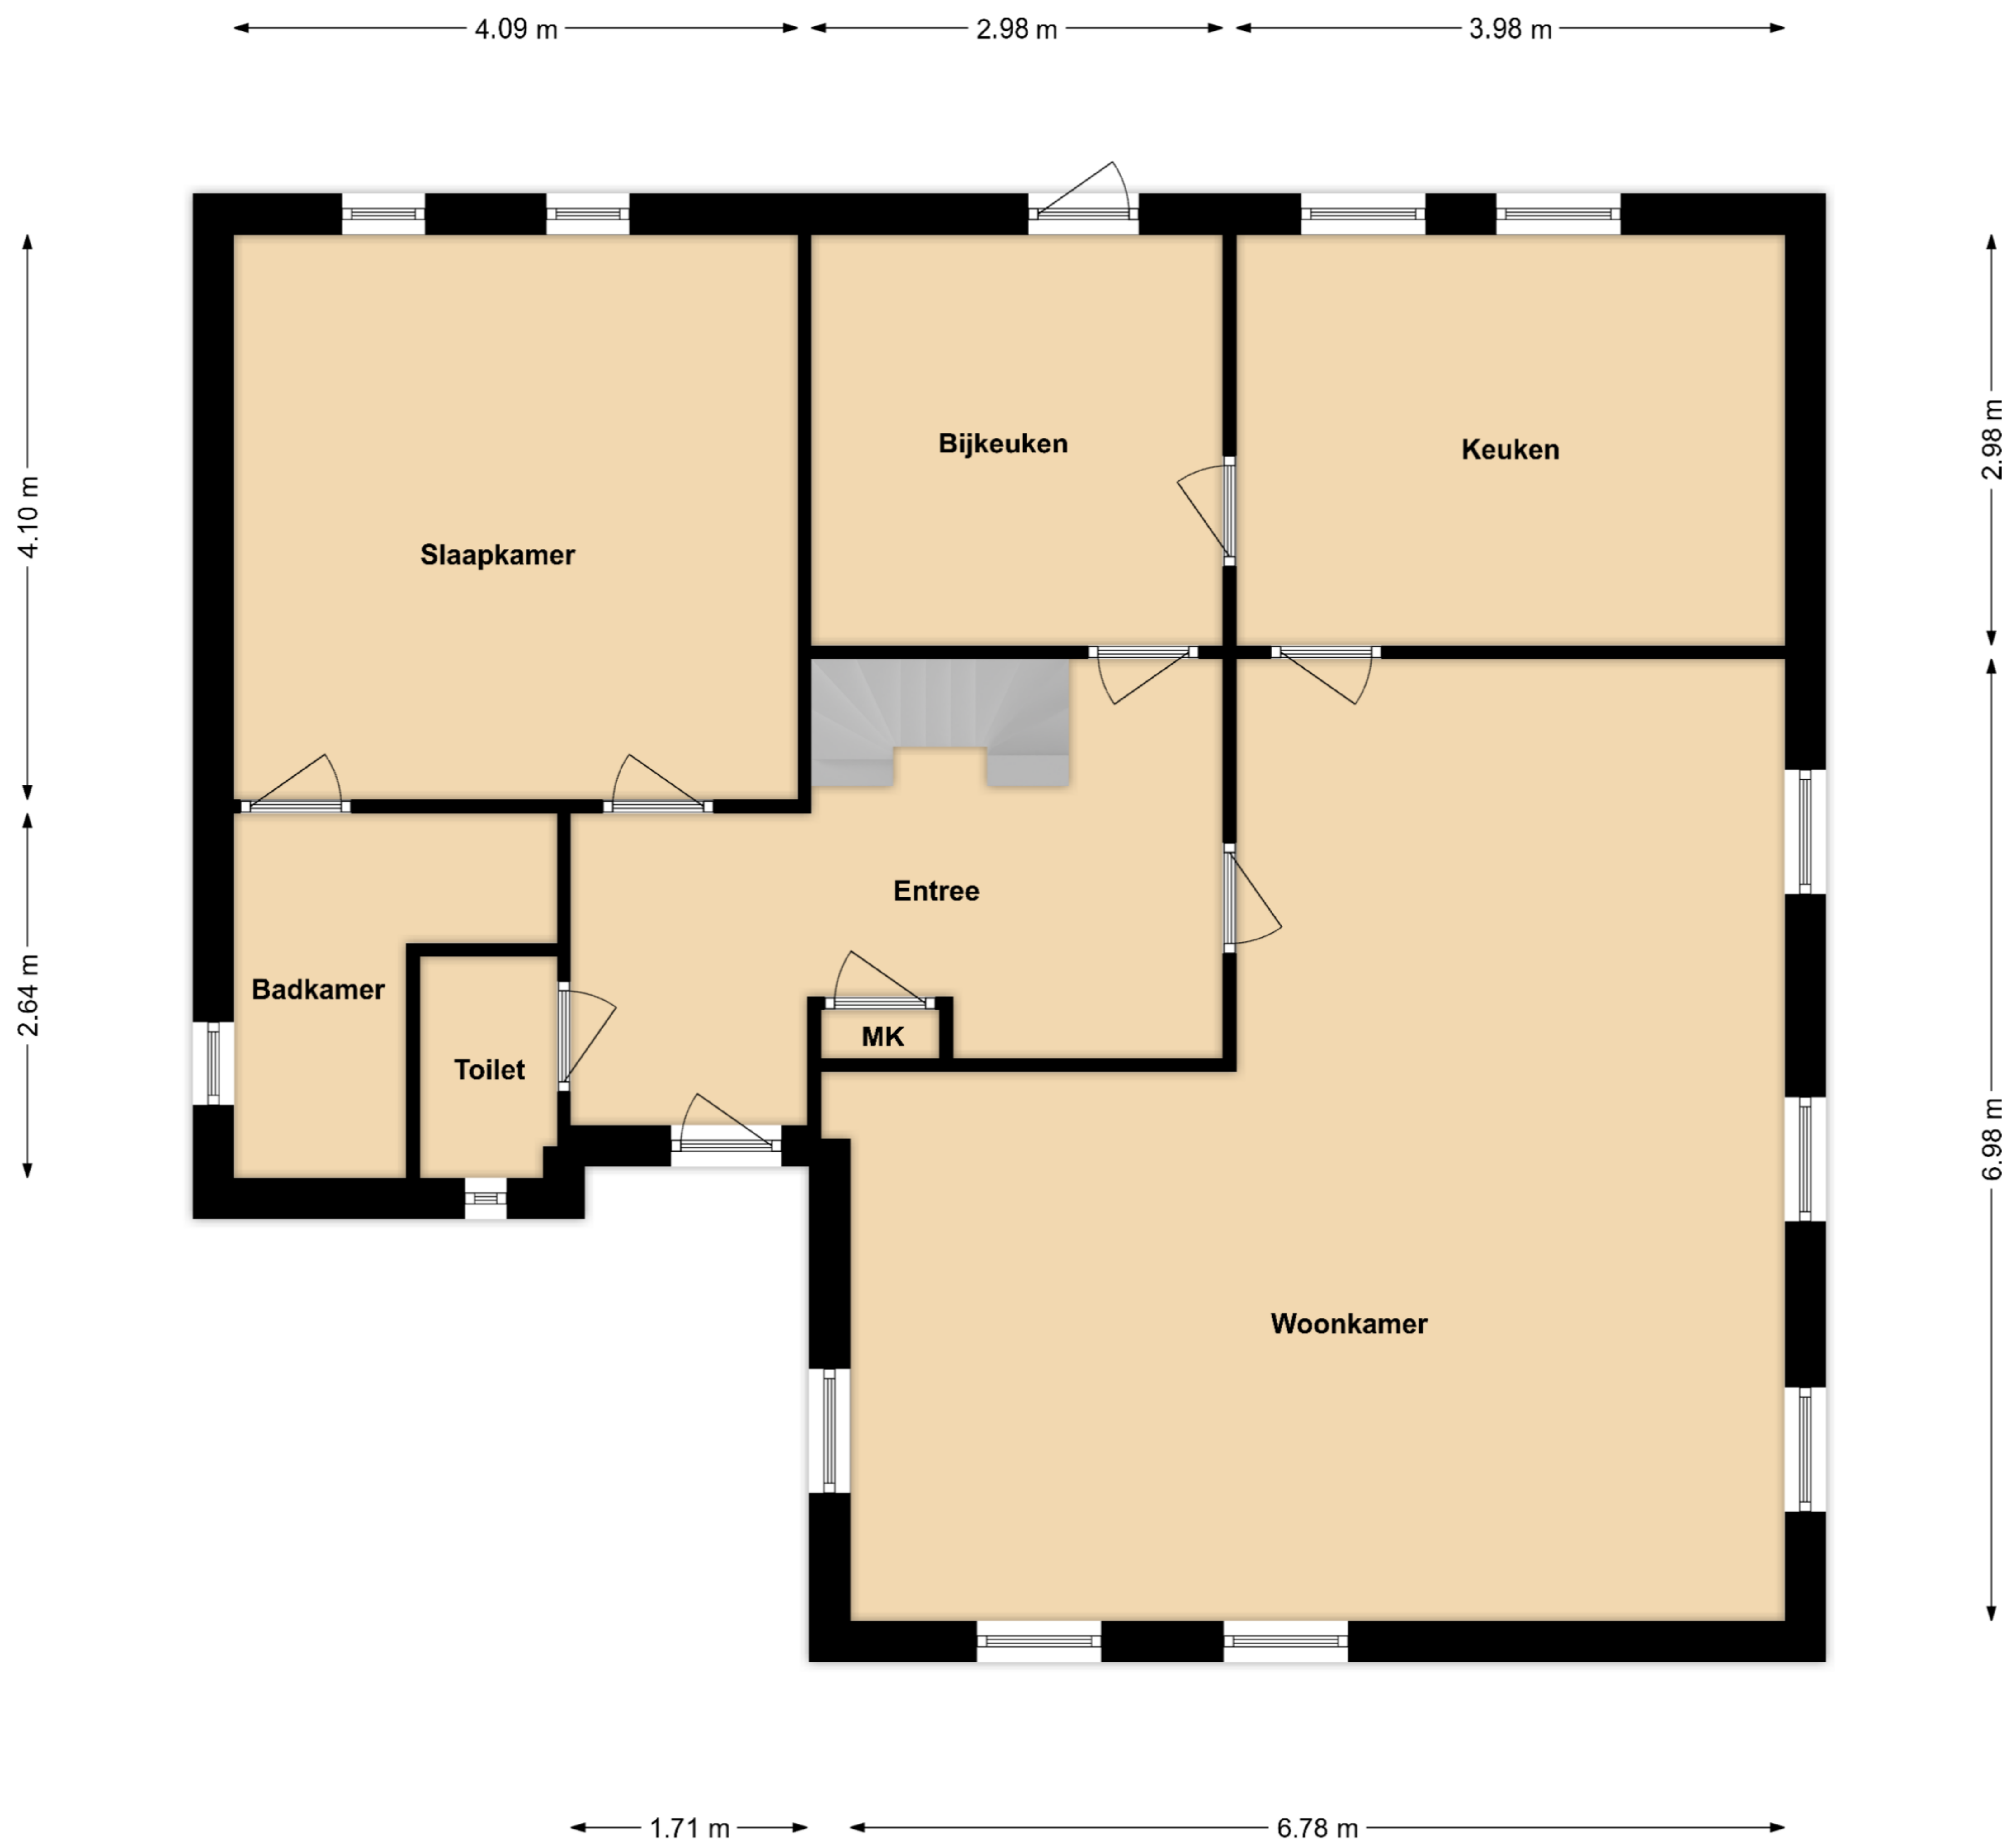 4.09 m
2.98 m
3.98 m
4.10 m
2.98 m
Bijkeuken
Keuken
Slaapkamer
Entree
2.64 m
Badkamer
MK
Toilet
6.98 m
Woonkamer
1.71 m
6.78 m